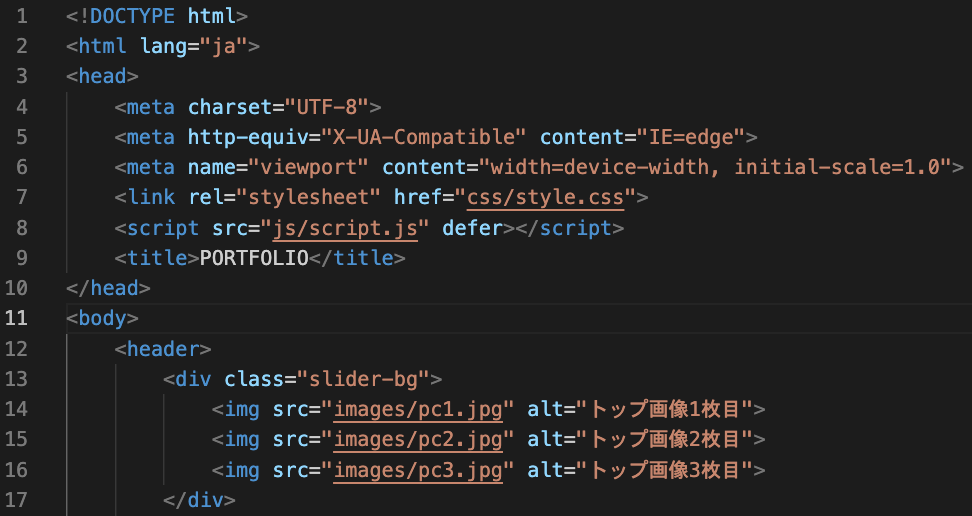 1 <!DOCTYPE html>
2 <html lang="ja">
3 <head>
4     <meta charset="UTF-8">
5     <meta http-equiv="X-UA-Compatible" content="IE=edge">
6     <meta name="viewport" content="width=device-width, initial-scale=1.0">
7     <link rel="stylesheet" href="css/style.css">
8     <script src="js/script.js" defer></script>
9     <title>PORTFOLIO</title>
10 </head>
11 <body>
12     <header>
13         <div class="slider-bg">
14             <img src="images/pc1.jpg" alt="トップ画像1枚目">
15             <img src="images/pc2.jpg" alt="トップ画像2枚目">
16             <img src="images/pc3.jpg" alt="トップ画像3枚目">
17         </div>